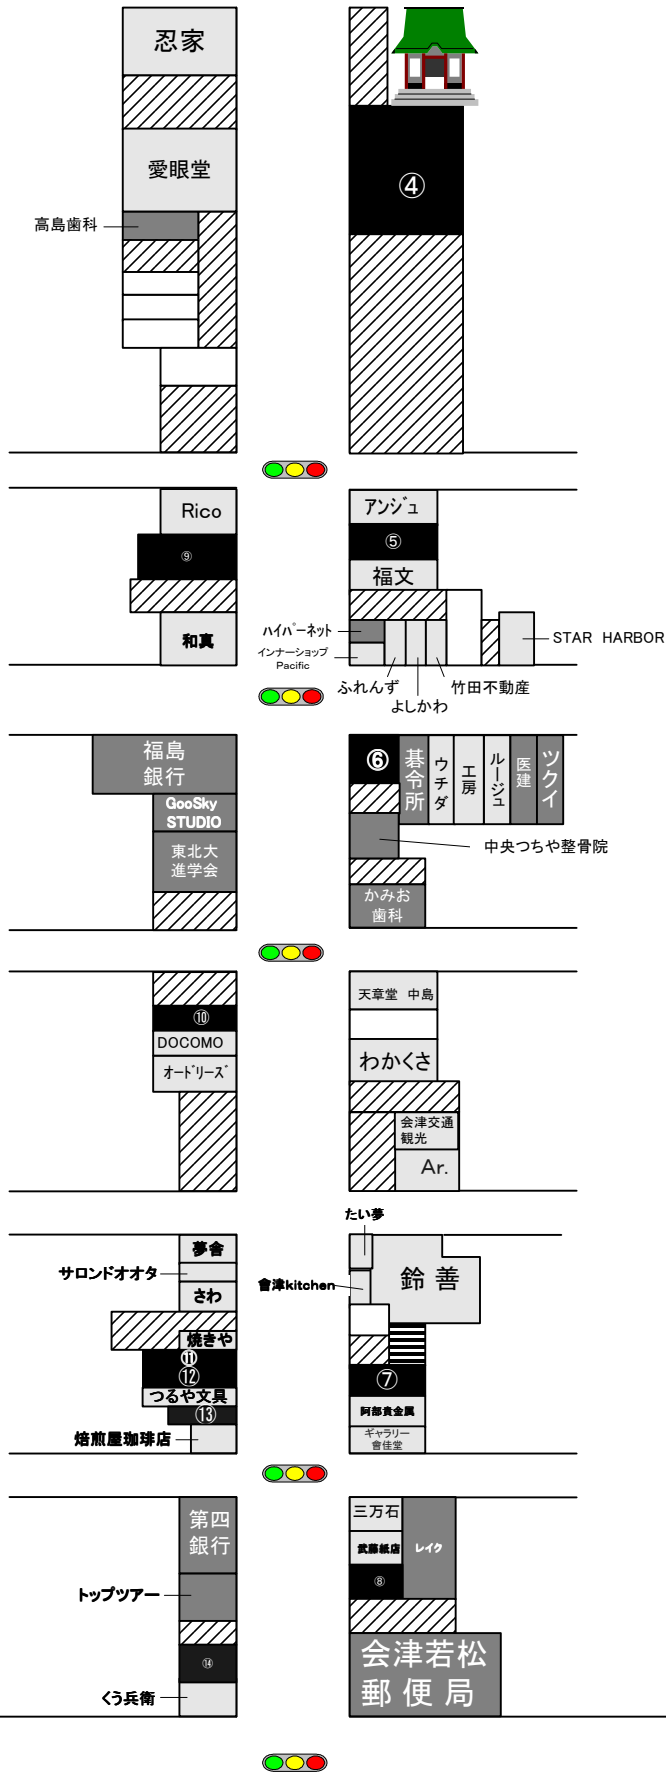 忍家
④
愛眼堂
高島歯科
Rico
アンジュ
⑨
⑤
福文
和真
ハイパーネット
インナーショップ
Pacific
STAR HARBOR
ふれんず
竹田不動産
よしかわ
福島
銀行
⑥
碁会所
ウチダ
工房
ルージュ
医建
ツクイ
GooSky
STUDIO
東北大
進学会
中央つちや整骨院
かみお
歯科
天章堂 中島
⑩
DOCOMO
わかくさ
オードリーズ
会津交通
観光
Ar.
たい夢
夢舎
サロンドオオタ
會津kitchen
鈴善
さわ
焼きや
⑪
⑫
⑦
つるや文具
⑬
阿部貴金属
焙煎屋珈琲店
ギャラリー
會佳堂
第四
銀行
三万石
武藤紙店
レイク
トップツアー
⑧
⑭
会津若松
郵便局
くう兵衛